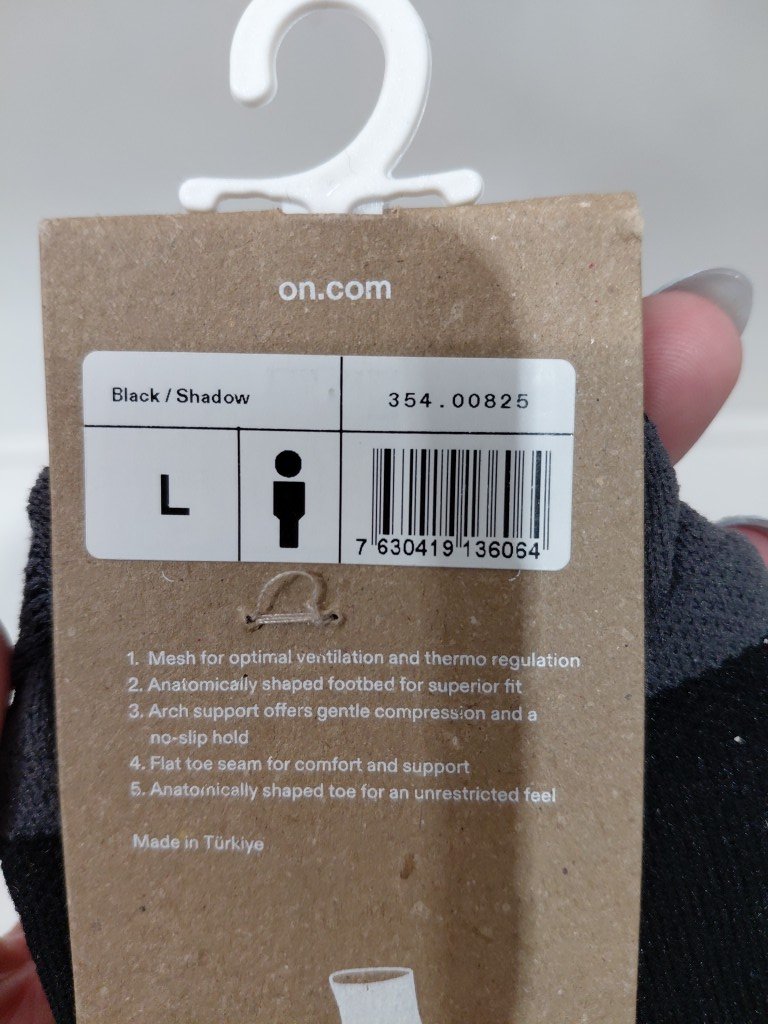 on.com
Black / Shadow
354.00825
L
7 630419 136064
1. Mesh for optimal ventilation and thermo regulation
2. Anatomically shaped footbed for superior fit
3. Arch support offers gentle compression and a
no-slip hold
4. Flat toe seam for comfort and support
5. Anatomically shaped toe for an unrestricted feel
Made in Türkiye